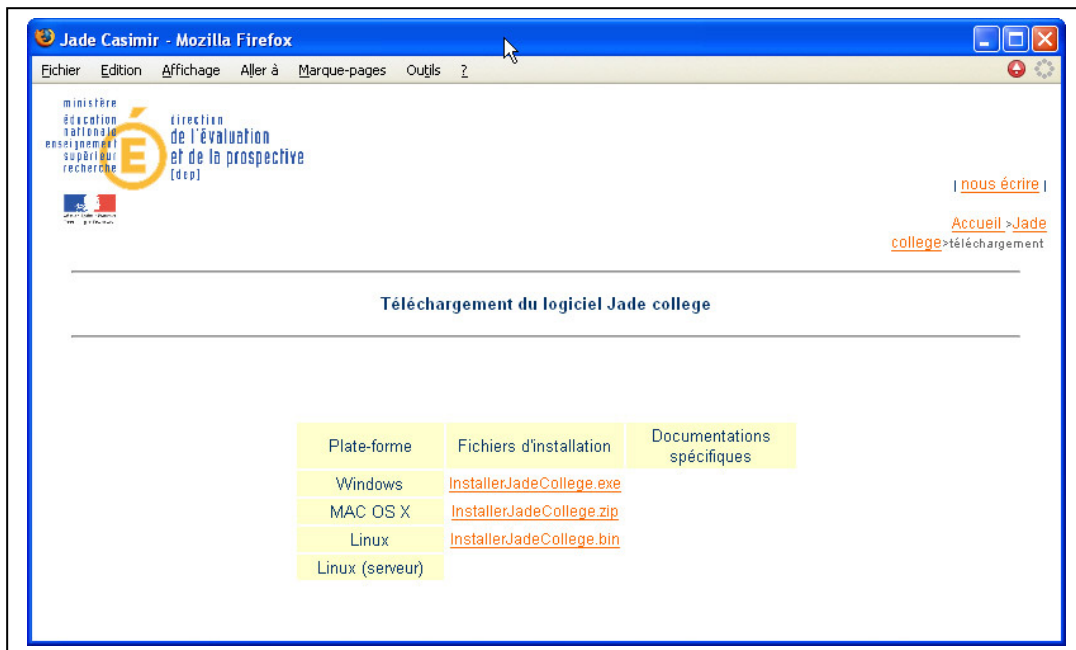 Jade Casimir - Mozilla Firefox
Fichier Edition Affichage Aller à Marque-pages Outils ?
ministère
éducation
nationale
enseignement
supérieur
recherche
É
direction
de l'évaluation
et de la prospective
[dep]
| nous écrire |
Accueil >Jade
college>téléchargement
Téléchargement du logiciel Jade college
Plate-forme Fichiers d'installation Documentations spécifiques
Windows InstallerJadeCollege.exe
MAC OS X InstallerJadeCollege.zip
Linux InstallerJadeCollege.bin
Linux (serveur)